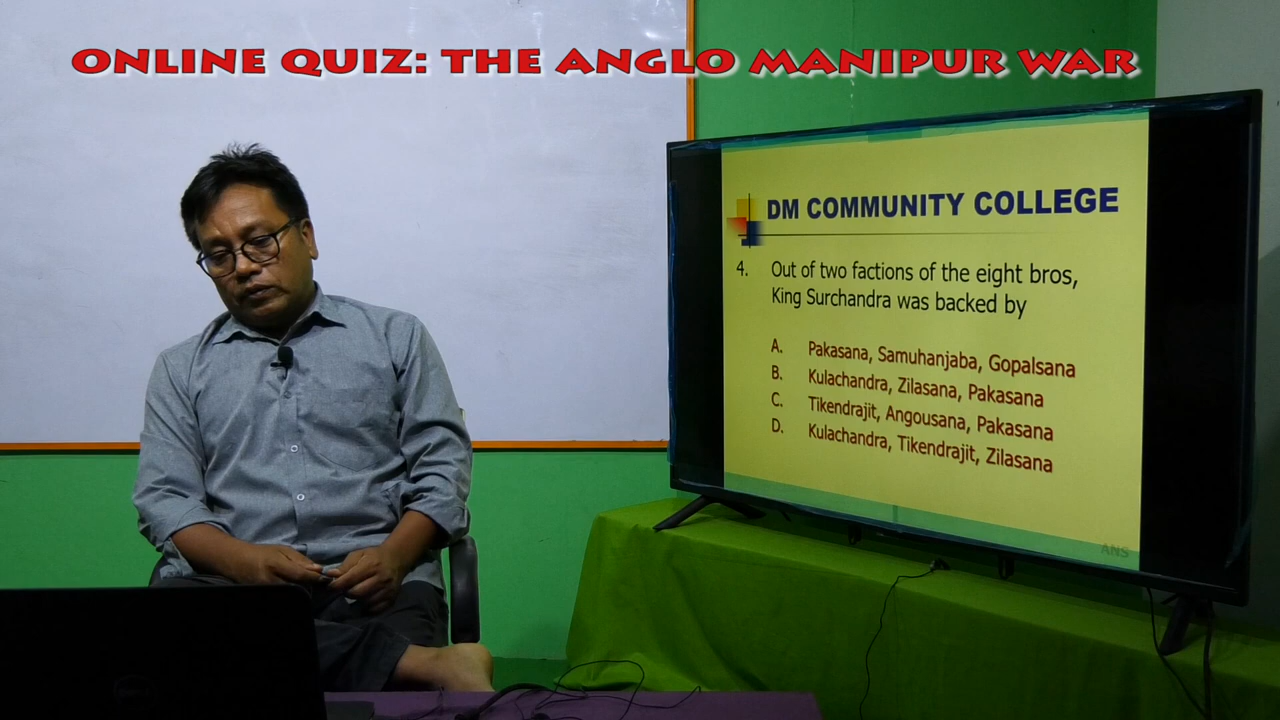 ONLINE QUIZ: THE ANGLO MANIPUR WAR
DM COMMUNITY COLLEGE
4. Out of two factions of the eight bros,
King Surchandra was backed by
A. Pakasana, Samuhanjaba, Gopalsana
B. Kulachandra, Zilasana, Pakasana
C. Tikendrajit, Angousana, Pakasana
D. Kulachandra, Tikendrajit, Zilasana
ANS